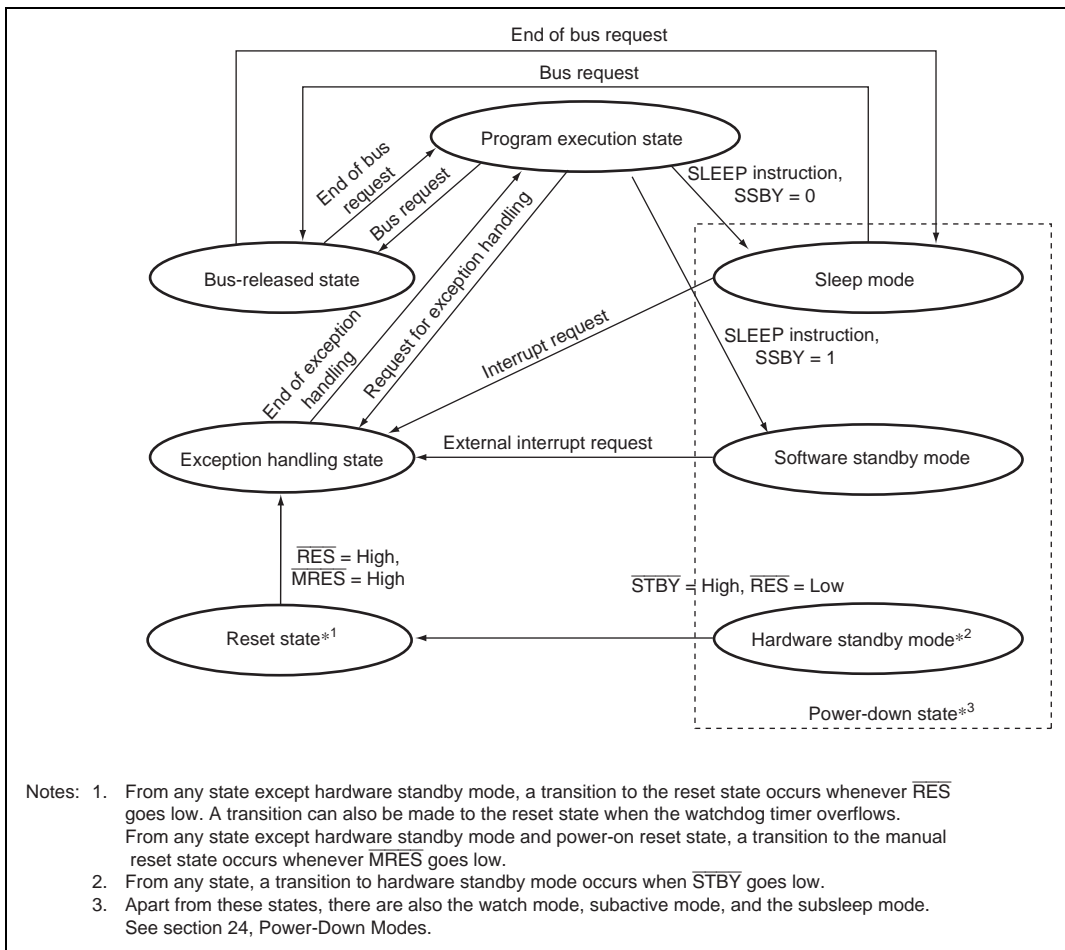 End of bus request
Bus request
Program execution state
End of bus
request
Bus request
SLEEP instruction,
SSBY = 0
Bus-released state
Sleep mode
End of exception
handling
Request for exception handling
Interrupt request
SLEEP instruction,
SSBY = 1
External interrupt request
Exception handling state
Software standby mode
R̅E̅S̅ = High,
M̅R̅E̅S̅ = High
S̅T̅B̅Y̅ = High, R̅E̅S̅ = Low
Reset state*1
Hardware standby mode*2
Power-down state*3
Notes: 1. From any state except hardware standby mode, a transition to the reset state occurs whenever R̅E̅S̅
goes low. A transition can also be made to the reset state when the watchdog timer overflows.
From any state except hardware standby mode and power-on reset state, a transition to the manual
reset state occurs whenever M̅R̅E̅S̅ goes low.
2. From any state, a transition to hardware standby mode occurs when S̅T̅B̅Y̅ goes low.
3. Apart from these states, there are also the watch mode, subactive mode, and the subsleep mode.
See section 24, Power-Down Modes.